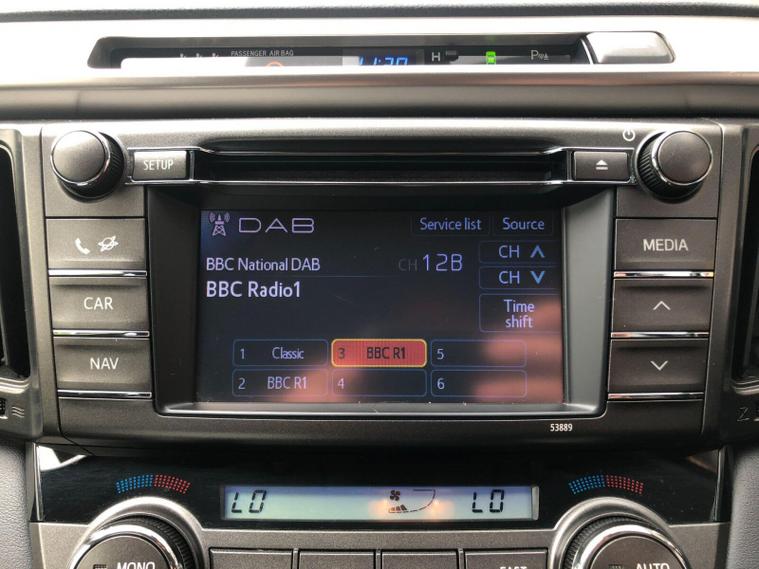 PASSENGER AIR BAG
H P
SETUP
DAB Service list Source
BBC National DAB CH 12B CH
BBC Radio1 CH
Time
shift
1 Classic 3 BBC R1 5
2 BBC R1 4 6
MEDIA
CAR
NAV
53889
LO LO
MONO AUTO